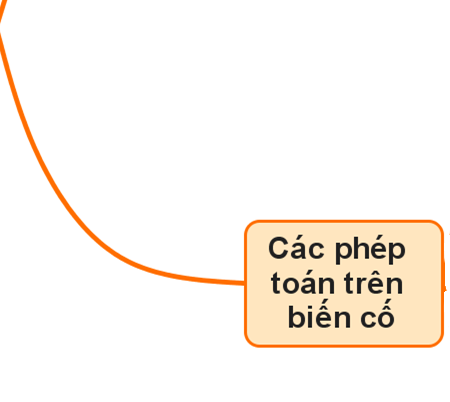 Các phép
toán trên
biến cố